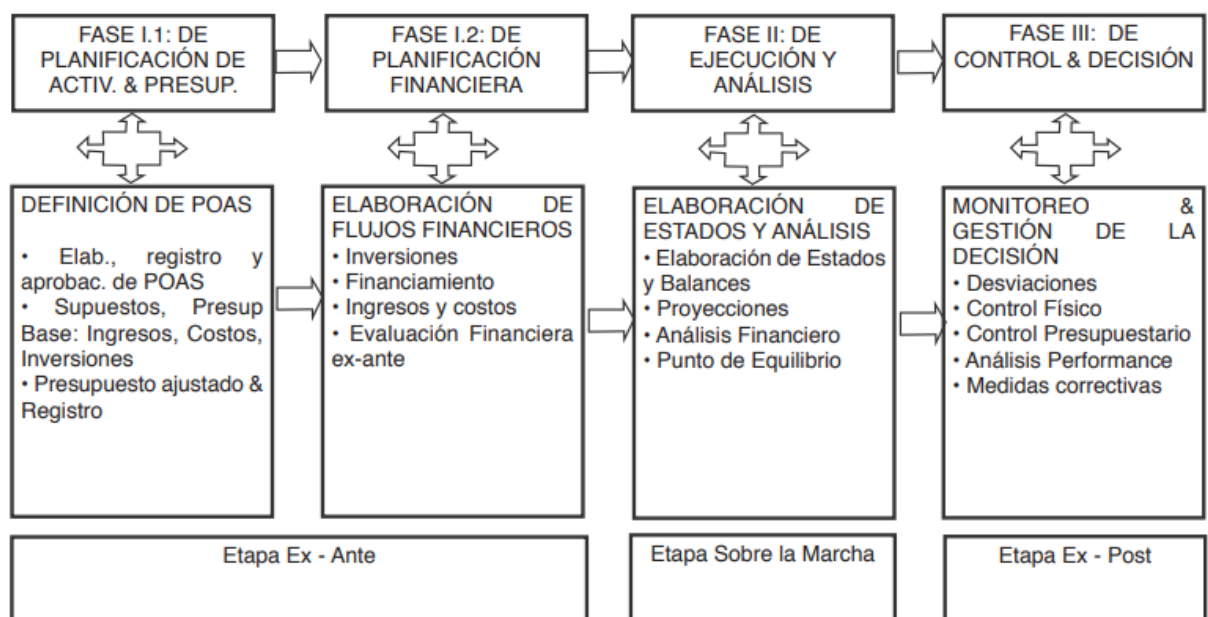 FASE I.1: DE
PLANIFICACIÓN DE
ACTIV. & PRESUP.
FASE I.2: DE
PLANIFICACIÓN
FINANCIERA
FASE II: DE
EJECUCIÓN Y
ANÁLISIS
FASE III: DE
CONTROL & DECISIÓN
DEFINICIÓN DE POAS
• Elab., registro y
aprobac. de POAS
• Supuestos, Presup
Base: Ingresos, Costos,
Inversiones
• Presupuesto ajustado &
Registro
ELABORACIÓN DE
FLUJOS FINANCIEROS
• Inversiones
• Financiamiento
• Ingresos y costos
• Evaluación Financiera
ex-ante
ELABORACIÓN DE
ESTADOS Y ANÁLISIS
• Elaboración de Estados
y Balances
• Proyecciones
• Análisis Financiero
• Punto de Equilibrio
MONITOREO &
GESTIÓN DE LA
DECISIÓN
• Desviaciones
• Control Físico
• Control Presupuestario
• Análisis Performance
• Medidas correctivas
Etapa Ex - Ante
Etapa Sobre la Marcha
Etapa Ex - Post